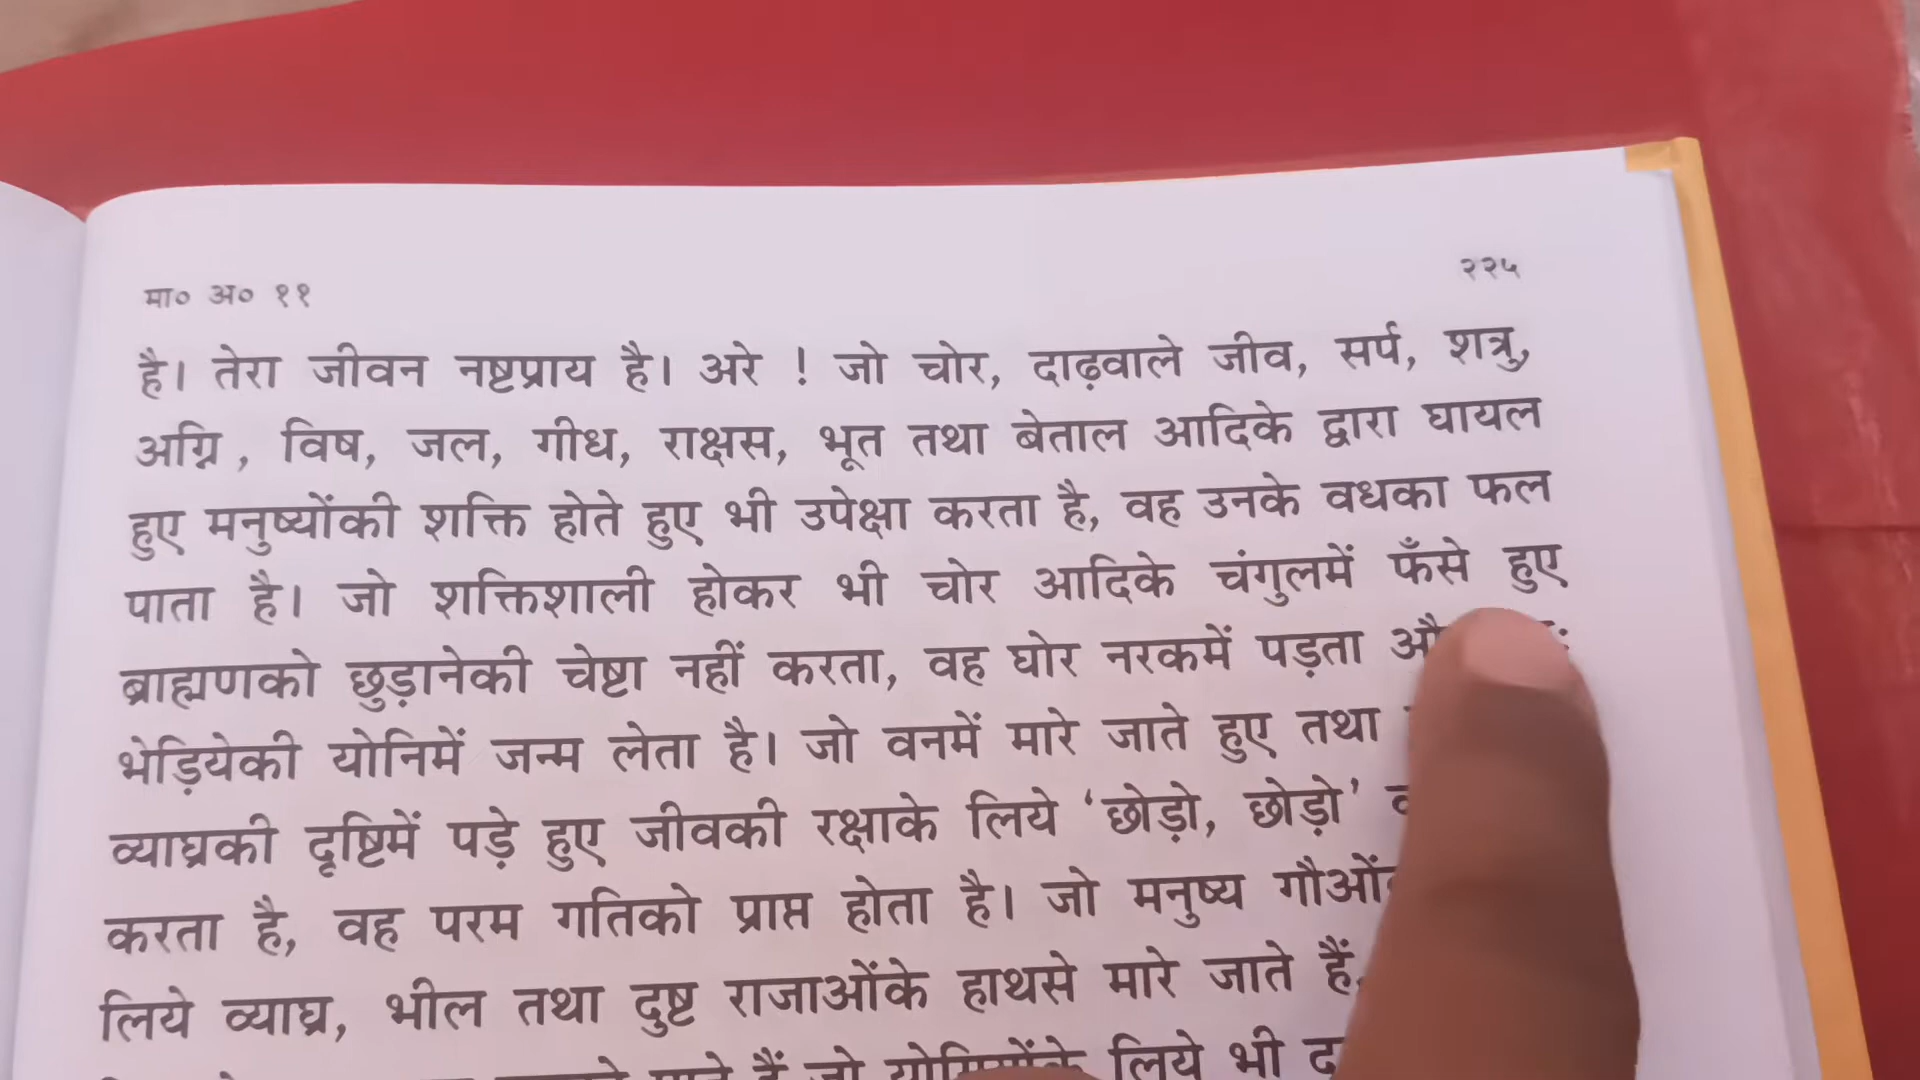 मा० अ० ११
२२५
है। तेरा जीवन नष्टप्राय है। अरे ! जो चोर, दाढ़वाले जीव, सर्प, शत्रु,
अग्नि , विष, जल, गीध, राक्षस, भूत तथा बेताल आदिके द्वारा घायल
हुए मनुष्योंकी शक्ति होते हुए भी उपेक्षा करता है, वह उनके वधका फल
पाता है। जो शक्तिशाली होकर भी चोर आदिके चंगुलमें फँसे हुए
ब्राह्मणको छुड़ानेकी चेष्टा नहीं करता, वह घोर नरकमें पड़ता
भेड़ियेकी योनिमें जन्म लेता है। जो वनमें मारे जाते हुए तथा
व्याघ्रकी दृष्टिमें पड़े हुए जीवकी रक्षाके लिये ‘छोड़ो, छोड़ो’
करता है, वह परम गतिको प्राप्त होता है। जो मनुष्य
लिये व्याघ्र, भील तथा दुष्ट राजाओंके हाथसे मारे जाते हैं,
हैं जो योगियोंके लिये भी